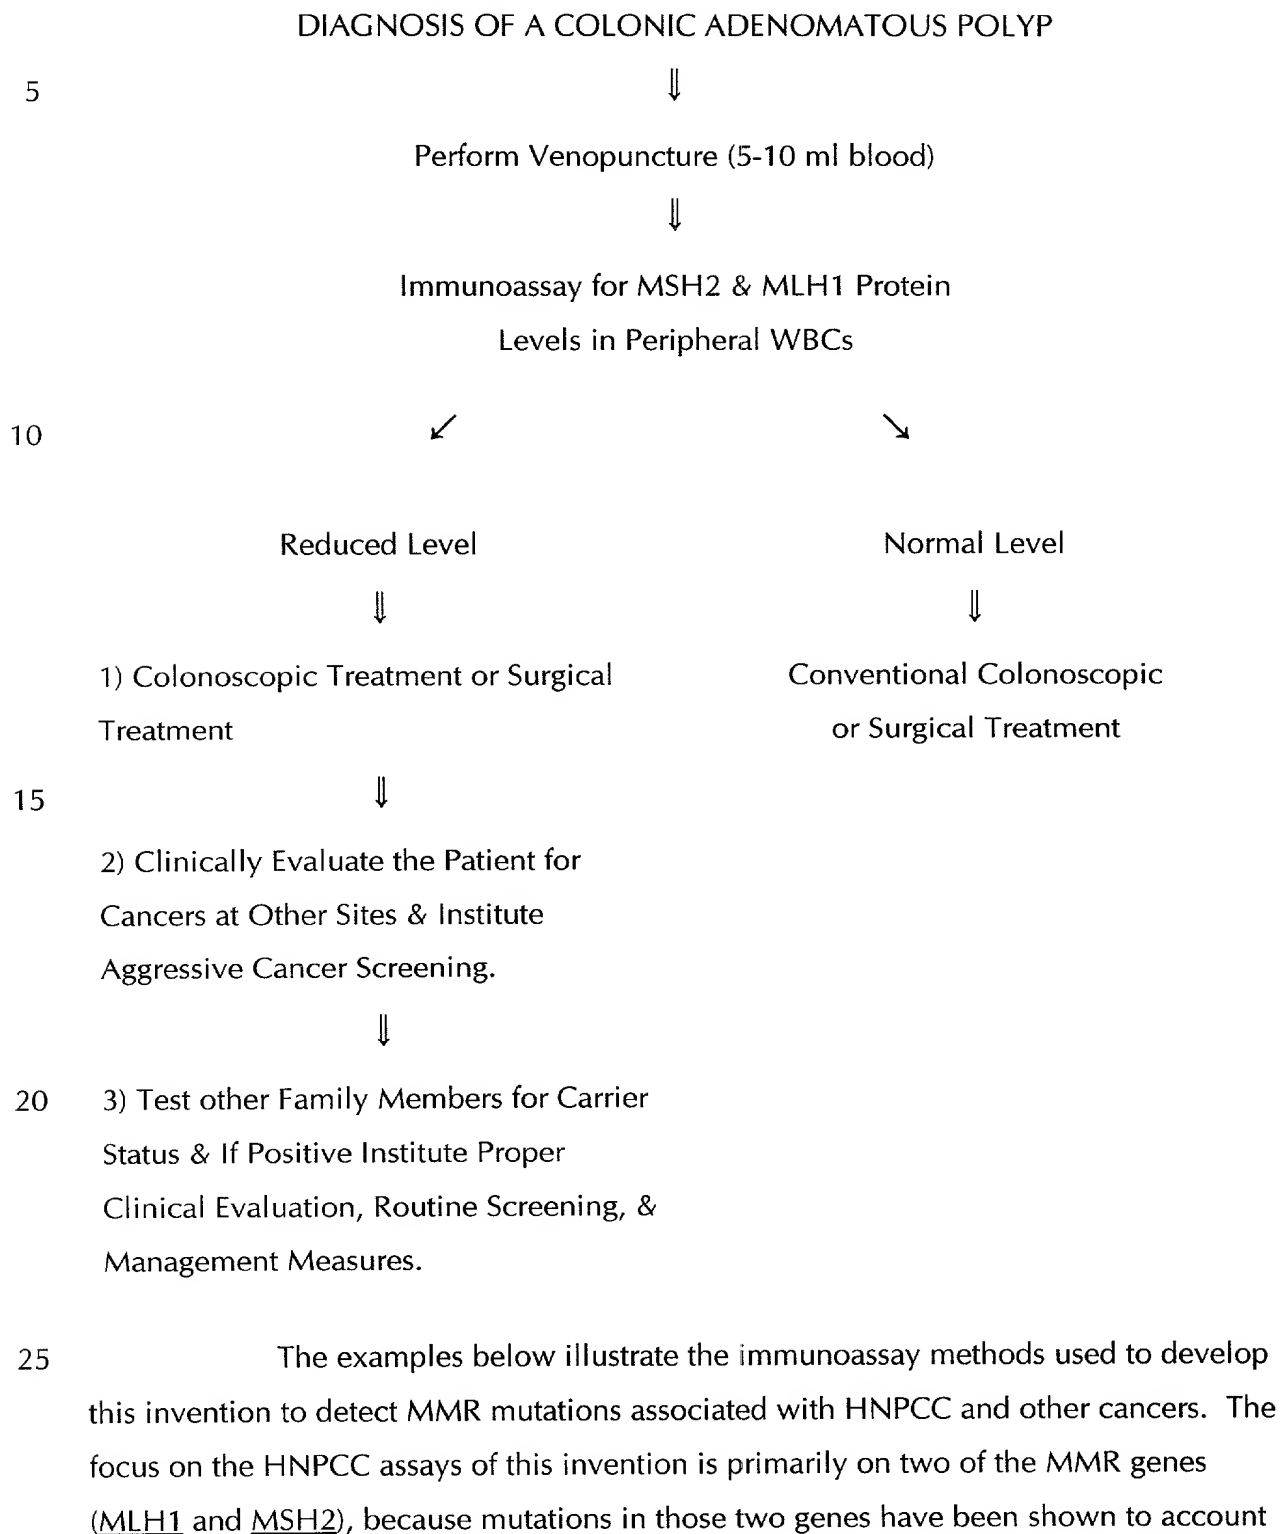 DIAGNOSIS OF A COLONIC ADENOMATOUS POLYP
5 ⇓
Perform Venopuncture (5-10 ml blood)
⇓
Immunoassay for MSH2 & MLH1 Protein
Levels in Peripheral WBCs
10 ↙ ↘
Reduced Level Normal Level
⇓ ⇓
1) Colonoscopic Treatment or Surgical Conventional Colonoscopic
Treatment or Surgical Treatment
15 ⇓
2) Clinically Evaluate the Patient for
Cancers at Other Sites & Institute
Aggressive Cancer Screening.
⇓
20 3) Test other Family Members for Carrier
Status & If Positive Institute Proper
Clinical Evaluation, Routine Screening, &
Management Measures.
25 The examples below illustrate the immunoassay methods used to develop
this invention to detect MMR mutations associated with HNPCC and other cancers. The
focus on the HNPCC assays of this invention is primarily on two of the MMR genes
(MLH1 and MSH2), because mutations in those two genes have been shown to account